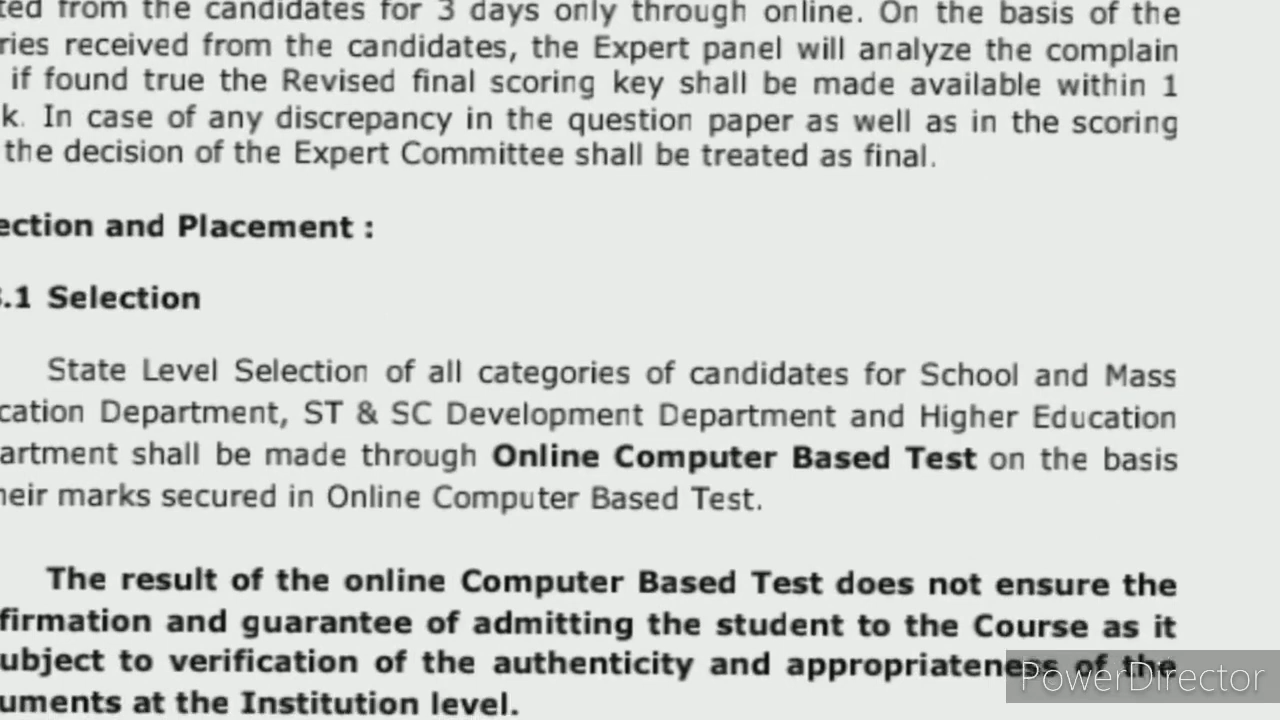 ted from the candidates for 3 days only through online. On the basis of the
ries received from the candidates, the Expert panel will analyze the complain
if found true the Revised final scoring key shall be made available within 1
k. In case of any discrepancy in the question paper as well as in the scoring
the decision of the Expert Committee shall be treated as final.
ection and Placement :
.1 Selection
State Level Selection of all categories of candidates for School and Mass
cation Department, ST & SC Development Department and Higher Education
artment shall be made through Online Computer Based Test on the basis
heir marks secured in Online Computer Based Test.
The result of the online Computer Based Test does not ensure the
firmation and guarantee of admitting the student to the Course as it
ubject to verification of the authenticity and appropriateness of the
uments at the Institution level.
PowerDirector